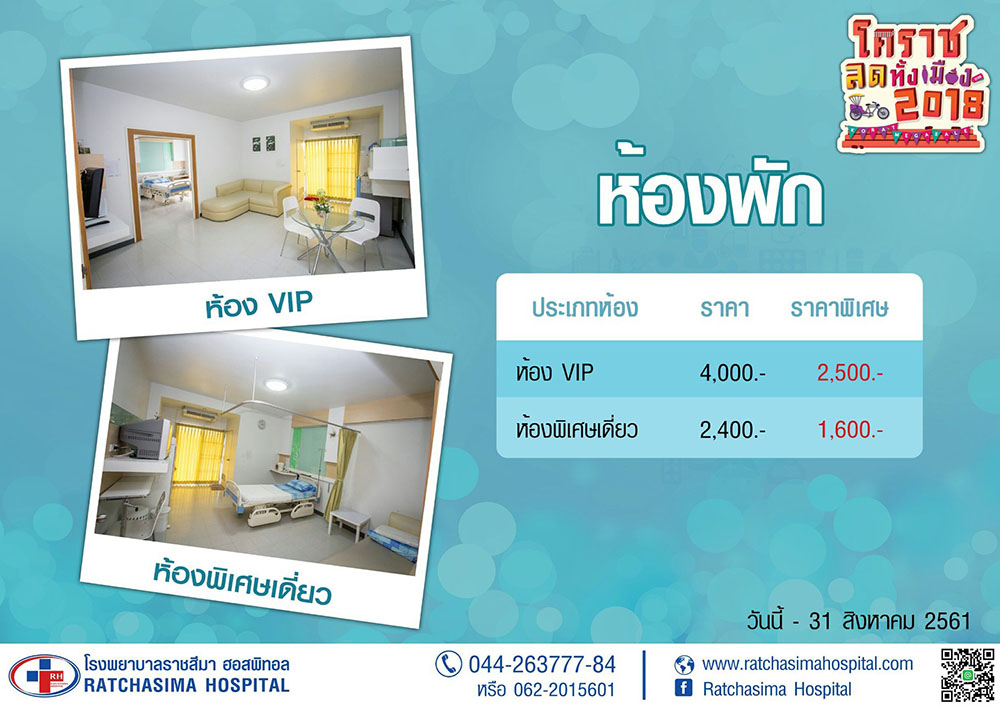 โคราช
ลดทั้งเมือง
2018
KORAT MEGA SALE
ห้องพัก
ห้อง VIP
ห้องพิเศษเดี่ยว
ประเภทห้อง ราคา ราคาพิเศษ
ห้อง VIP 4,000.- 2,500.-
ห้องพิเศษเดี่ยว 2,400.- 1,600.-
วันนี้ - 31 สิงหาคม 2561
RH
โรงพยาบาลราชสีมา ฮอสพิทอล
RATCHASIMA HOSPITAL
044-263777-84
หรือ 062-2015601
www.ratchasimahospital.com
Ratchasima Hospital